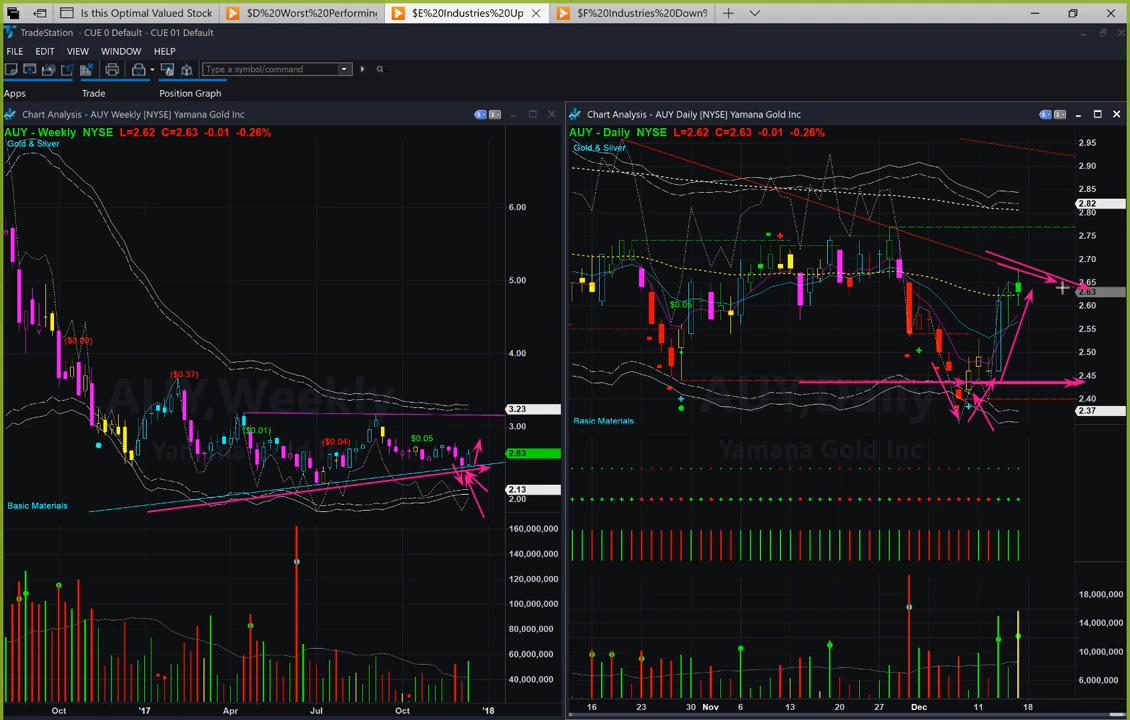 Is this Optimal Valued Stock
$D%20Worst%20Performing
$E%20Industries%20Up
$F%20Industries%20Down%
TradeStation - CUE 0 Default - CUE 01 Default
FILE EDIT VIEW WINDOW HELP
Type a symbol/command
Apps Trade Position Graph
Chart Analysis - AUY Weekly [NYSE] Yamana Gold Inc
AUY - Weekly NYSE L=2.62 C=2.63 -0.01 -0.26%
Gold & Silver
6.00
5.00
4.00
3.23
3.00
2.63
2.13
2.00
($0.09)
($0.37)
($0.01)
($0.04)
$0.05
AUY,Weekly
Yamana Gold Inc
Basic Materials
160,000,000
140,000,000
120,000,000
100,000,000
80,000,000
60,000,000
40,000,000
Oct '17 Apr Jul Oct '18
Chart Analysis - AUY Daily [NYSE] Yamana Gold Inc
AUY - Daily NYSE L=2.62 C=2.63 -0.01 -0.26%
Gold & Silver
2.95
2.90
2.85
2.82
2.80
2.75
2.70
2.65
2.63
2.60
2.55
2.50
2.45
2.40
2.37
$0.05
AUY,Daily
Yamana Gold Inc
Basic Materials
18,000,000
14,000,000
10,000,000
6,000,000
16 23 30 Nov 6 13 20 27 Dec 11 18